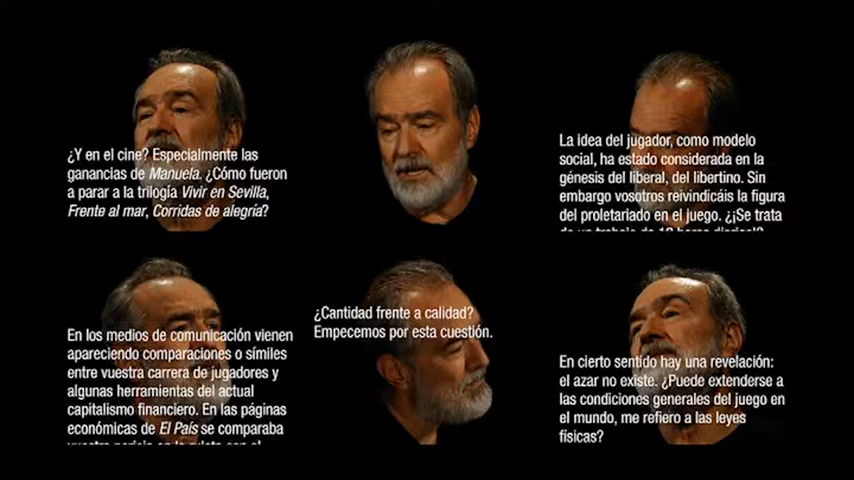 ¿Y en el cine? Especialmente las
ganancias de Manuela. ¿Cómo fueron
a parar a la trilogía Vivir en Sevilla,
Frente al mar, Corridas de alegría?
La idea del jugador, como modelo
social, ha estado considerada en la
génesis del liberal, del libertino. Sin
embargo vosotros reivindicáis la figura
del proletariado en el juego. ¿¡Se trata
En los medios de comunicación vienen
apareciendo comparaciones o símiles
entre vuestra carrera de jugadores y
algunas herramientas del actual
capitalismo financiero. En las páginas
económicas de El País se comparaba
¿Cantidad frente a calidad?
Empecemos por esta cuestión.
En cierto sentido hay una revelación:
el azar no existe. ¿Puede extenderse a
las condiciones generales del juego en
el mundo, me refiero a las leyes
físicas?